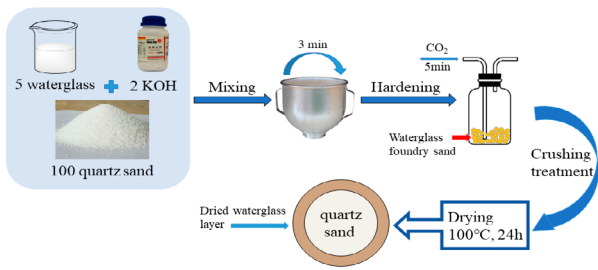 5 waterglass + 2 KOH
100 quartz sand
Mixing
3 min
Hardening
CO2
5min
Waterglass
foundry sand
Crushing
treatment
Drying
100℃, 24h
quartz
sand
Dried waterglass
layer